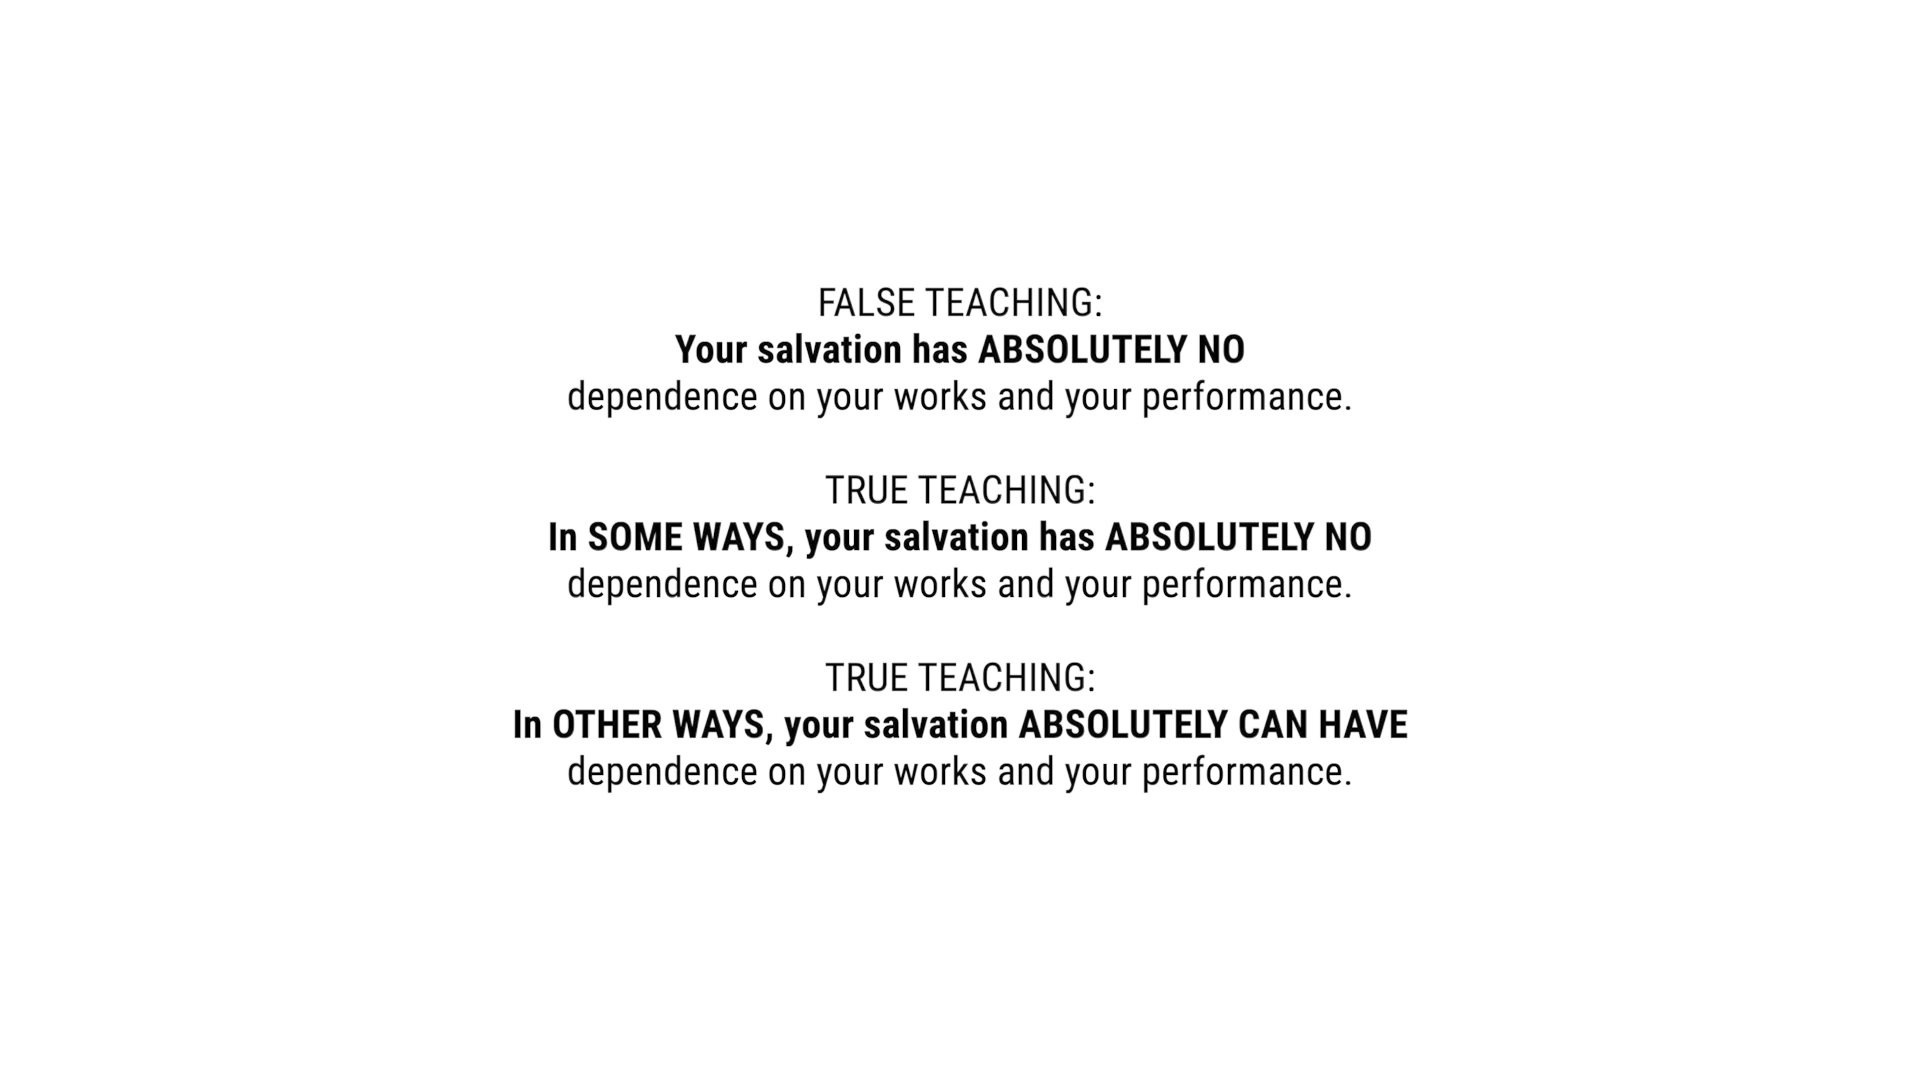 FALSE TEACHING:
Your salvation has ABSOLUTELY NO
dependence on your works and your performance.
TRUE TEACHING:
In SOME WAYS, your salvation has ABSOLUTELY NO
dependence on your works and your performance.
TRUE TEACHING:
In OTHER WAYS, your salvation ABSOLUTELY CAN HAVE
dependence on your works and your performance.